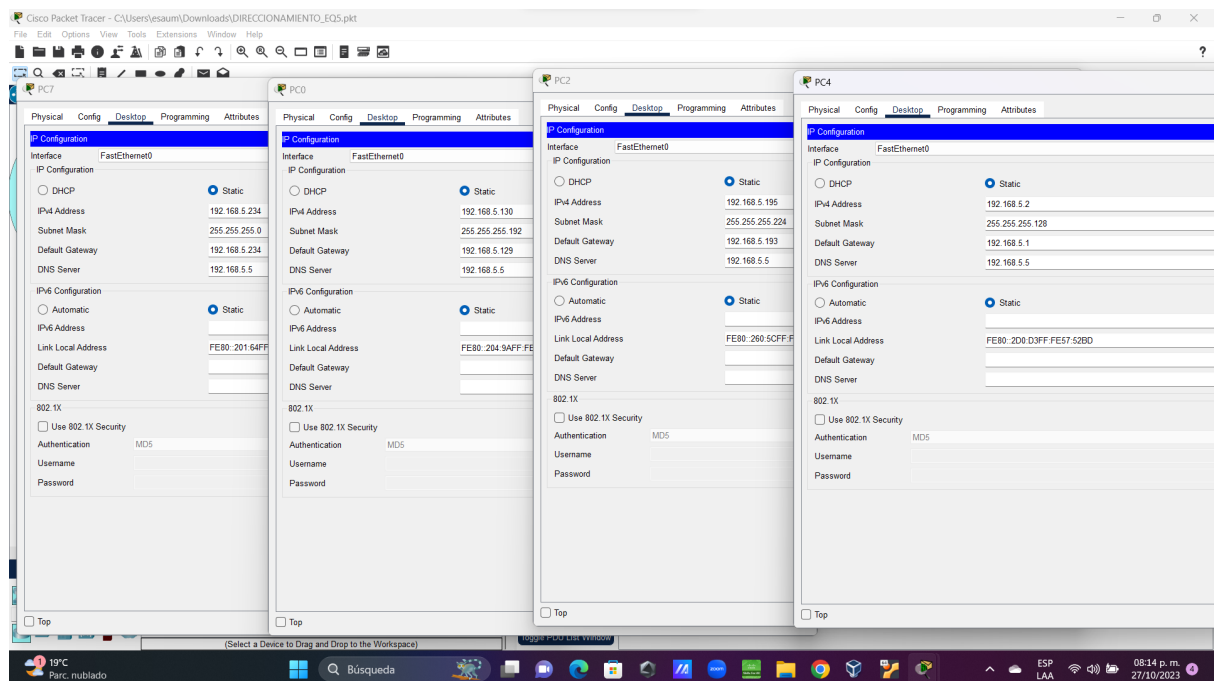 Cisco Packet Tracer - C:\Users\esaum\Downloads\DIRECCIONAMIENTO_EQ5.pkt
File Edit Options View Tools Extensions Window Help
?
PC7
Physical Config Desktop Programming Attributes
IP Configuration
Interface FastEthernet0
IP Configuration
DHCP Static
IPv4 Address 192.168.5.234
Subnet Mask 255.255.255.0
Default Gateway 192.168.5.234
DNS Server 192.168.5.5
IPv6 Configuration
Automatic Static
IPv6 Address
Link Local Address FE80::201:64FF
Default Gateway
DNS Server
802.1X
Use 802.1X Security
Authentication MD5
Username
Password
Top
PC0
Physical Config Desktop Programming Attributes
IP Configuration
Interface FastEthernet0
IP Configuration
DHCP Static
IPv4 Address 192.168.5.130
Subnet Mask 255.255.255.192
Default Gateway 192.168.5.129
DNS Server 192.168.5.5
IPv6 Configuration
Automatic Static
IPv6 Address
Link Local Address FE80::204:9AFF:FE
Default Gateway
DNS Server
802.1X
Use 802.1X Security
Authentication MD5
Username
Password
Top
PC2
Physical Config Desktop Programming Attributes
IP Configuration
Interface FastEthernet0
IP Configuration
DHCP Static
IPv4 Address 192.168.5.195
Subnet Mask 255.255.255.224
Default Gateway 192.168.5.193
DNS Server 192.168.5.5
IPv6 Configuration
Automatic Static
IPv6 Address
Link Local Address FE80::260:5CFF:F
Default Gateway
DNS Server
802.1X
Use 802.1X Security
Authentication MD5
Username
Password
Top
PC4
Physical Config Desktop Programming Attributes
IP Configuration
Interface FastEthernet0
IP Configuration
DHCP Static
IPv4 Address 192.168.5.2
Subnet Mask 255.255.255.128
Default Gateway 192.168.5.1
DNS Server 192.168.5.5
IPv6 Configuration
Automatic Static
IPv6 Address
Link Local Address FE80::2D0:D3FF:FE57:52BD
Default Gateway
DNS Server
802.1X
Use 802.1X Security
Authentication MD5
Username
Password
Top
(Select a Device to Drag and Drop to the Workspace)
Toggle PDU List Window
1
19°C
Parc. nublado
Búsqueda
zoom
ESP
LAA
08:14 p. m.
27/10/2023
4